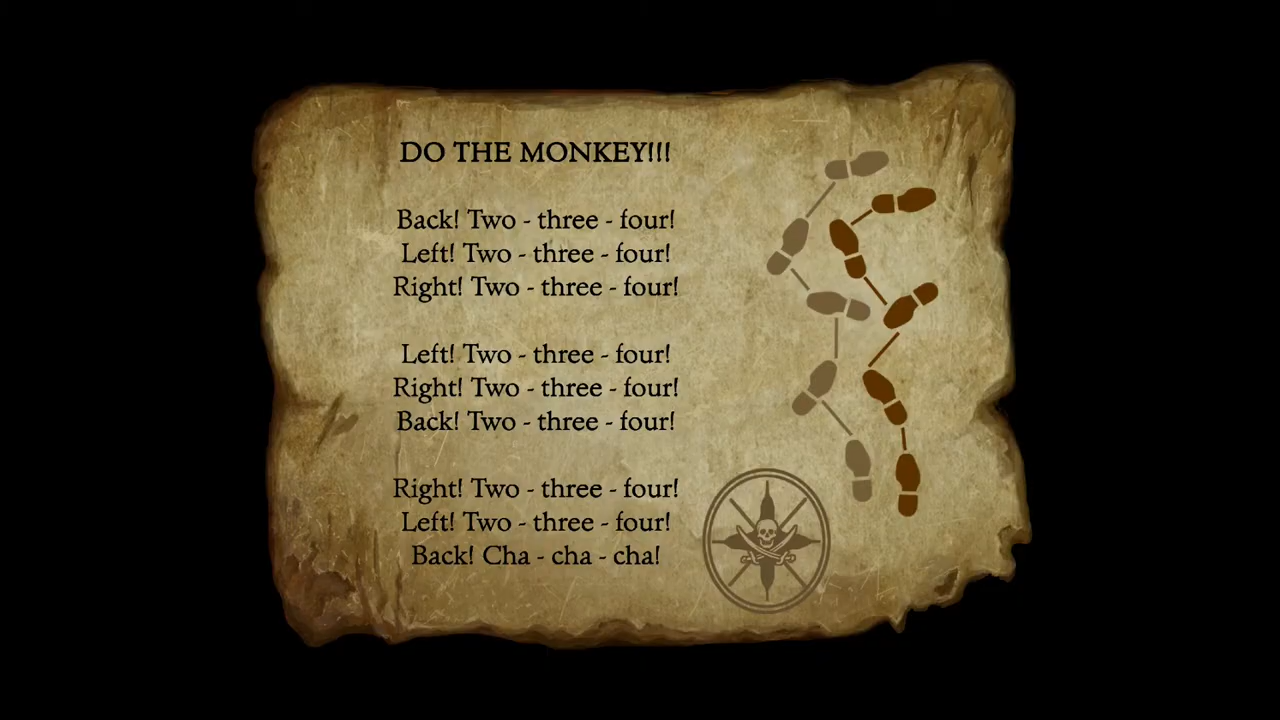 DO THE MONKEY!!!
Back! Two - three - four!
Left! Two - three - four!
Right! Two - three - four!
Left! Two - three - four!
Right! Two - three - four!
Back! Two - three - four!
Right! Two - three - four!
Left! Two - three - four!
Back! Cha - cha - cha!